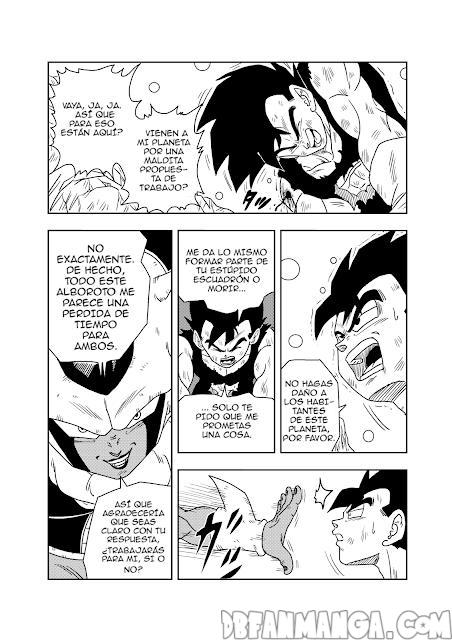 VAYA, JA, JA.
ASÍ QUE
PARA ESO
ESTÁN AQUÍ?
VIENEN A
MI PLANETA
POR UNA
MALDITA
PROPUES-
TA DE
TRABAJO?
NO
EXACTAMENTE.
DE HECHO,
TODO ESTE
ALBOROTO ME
PARECE UNA
PERDIDA DE
TIEMPO
PARA
AMBOS.
ASÍ QUE
AGRADECERÍA
QUE SEAS
CLARO CON TU
RESPUESTA,
¿TRABAJARÁS
PARA MI, SI O
NO?
ME DA LO MISMO
FORMAR PARTE DE
TU ESTÚPIDO
ESCUADRÓN O
MORIR...
... SOLO TE
PIDO QUE ME
PROMETAS
UNA COSA.
NO HAGAS
DAÑO A
LOS HABI-
TANTES
DE ESTE
PLANETA,
POR FAVOR.
DBFANMANGA.COM